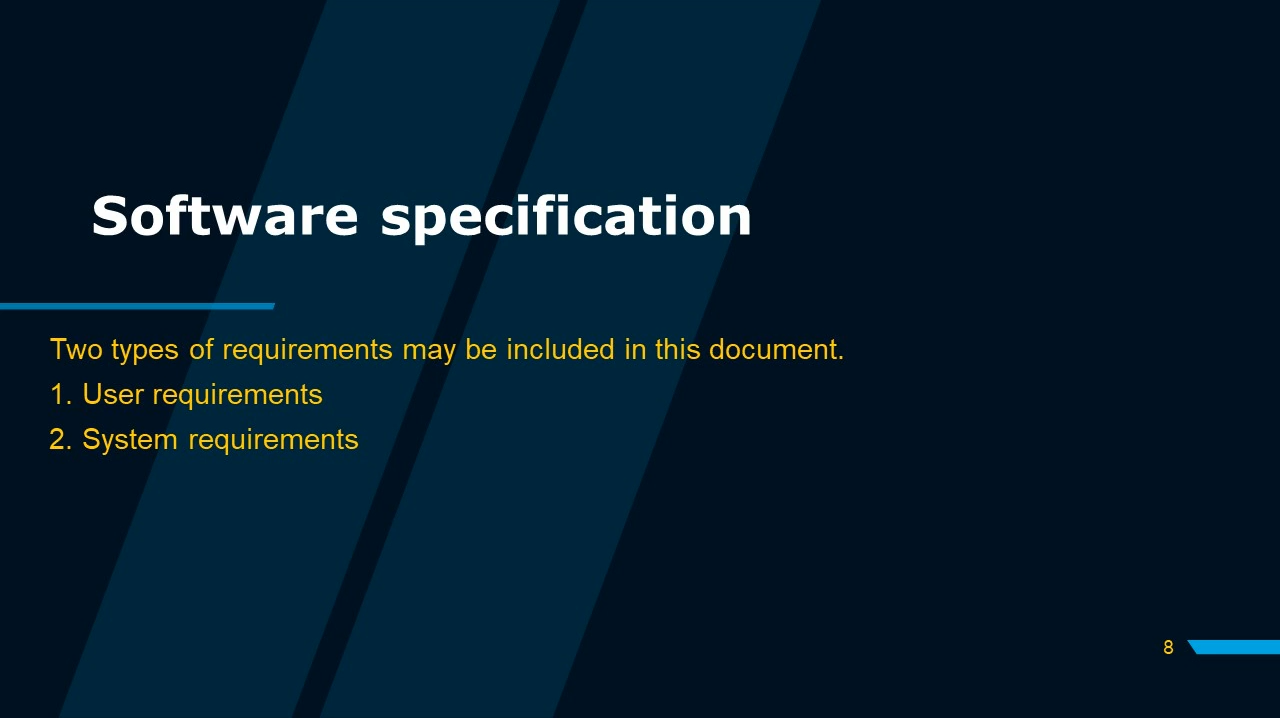 Software specification
Two types of requirements may be included in this document.
1. User requirements
2. System requirements
8